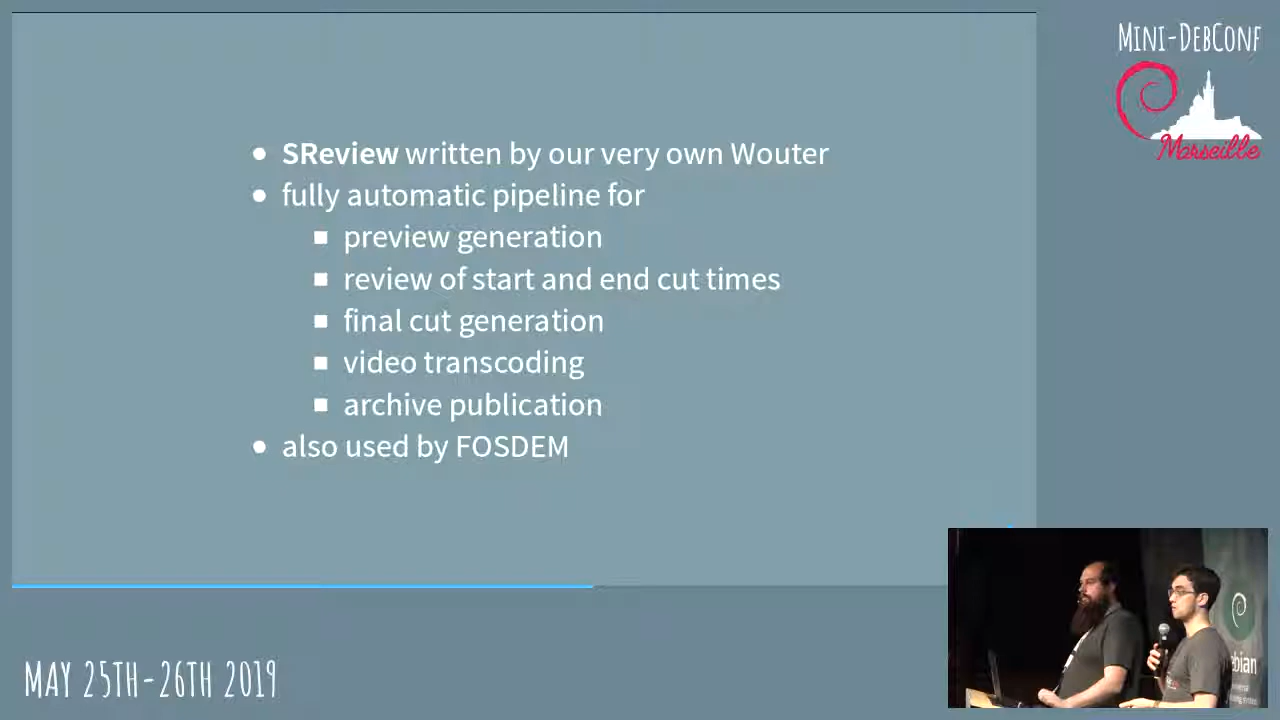 MINI-DEBCONF
Marseille
SReview written by our very own Wouter
fully automatic pipeline for
preview generation
review of start and end cut times
final cut generation
video transcoding
archive publication
also used by FOSDEM
ebian
MAY 25TH-26TH 2019